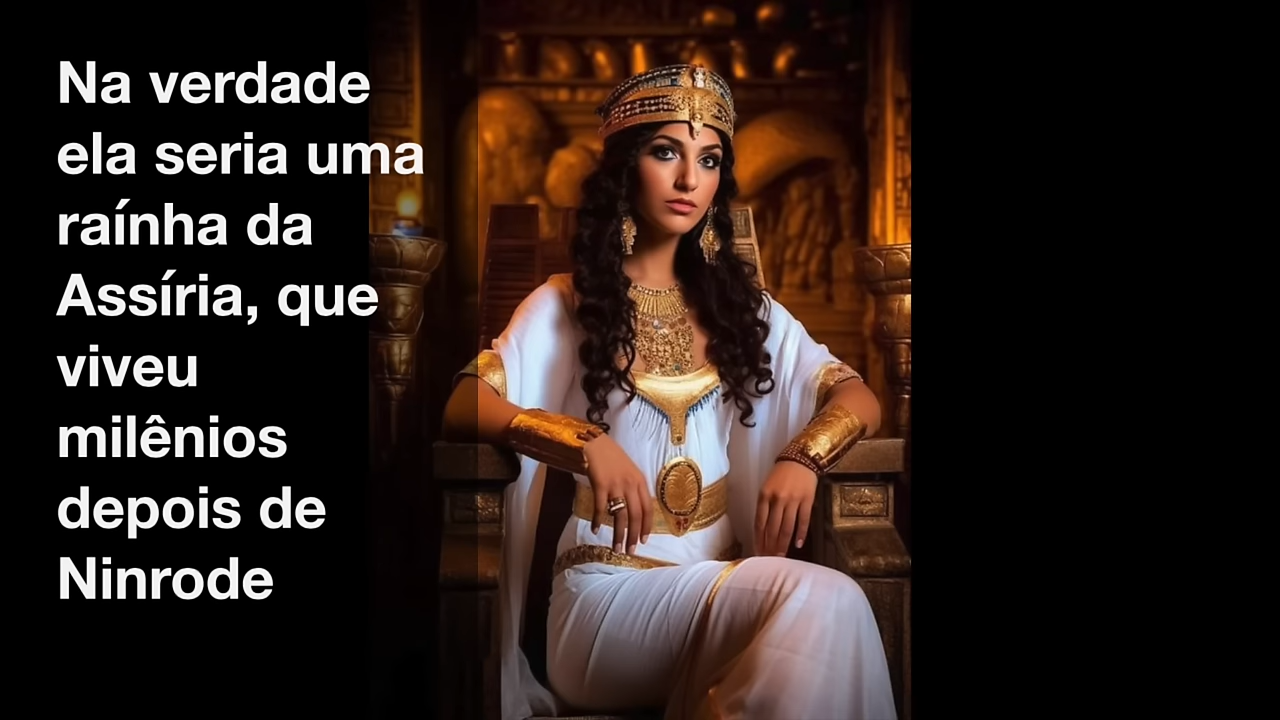 Na verdade
ela seria uma
raínha da
Assíria, que
viveu
milênios
depois de
Ninrode